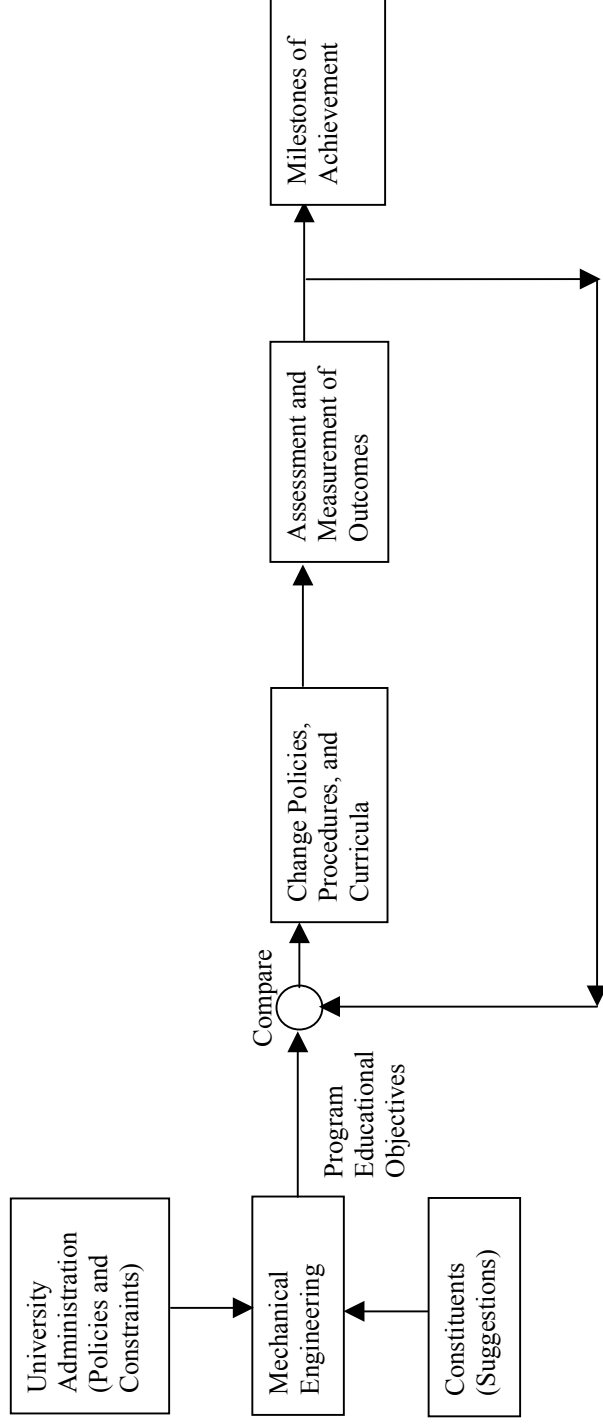 University
Administration
(Policies and
Constraints)
Mechanical
Engineering
Constituents
(Suggestions)
Program
Educational
Objectives
Compare
Change Policies,
Procedures, and
Curricula
Assessment and
Measurement of
Outcomes
Milestones of
Achievement